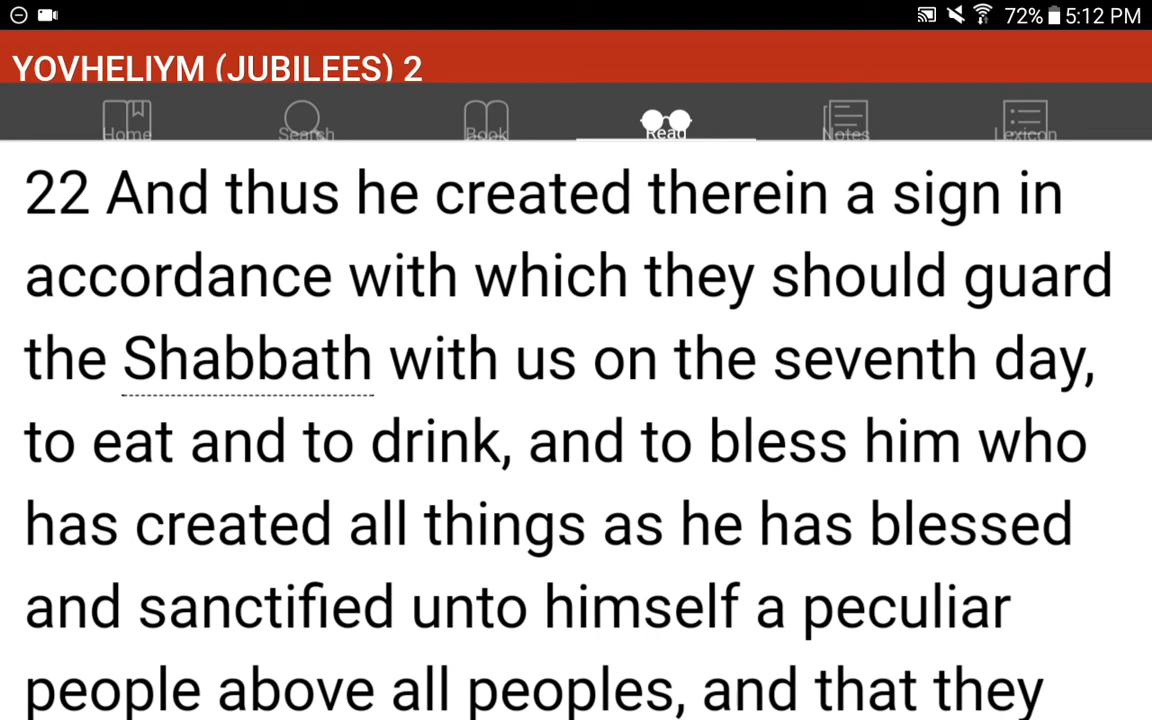 72% 5:12 PM
YOVHELIYM (JUBILEES) 2
Home Search Book Read Notes Lexicon
22 And thus he created therein a sign in
accordance with which they should guard
the Shabbath with us on the seventh day,
to eat and to drink, and to bless him who
has created all things as he has blessed
and sanctified unto himself a peculiar
people above all peoples, and that they